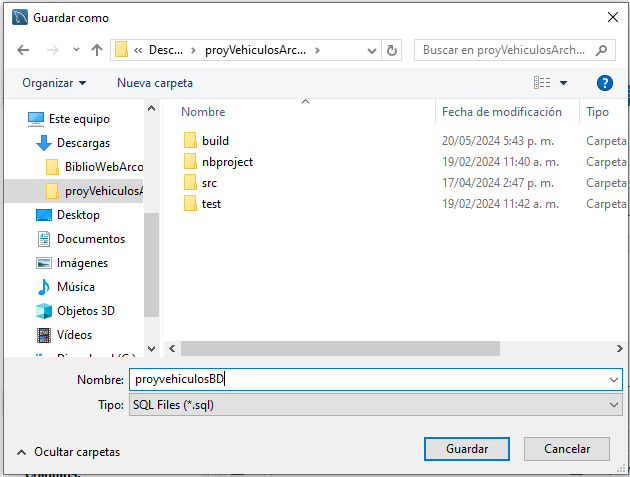 Guardar como
« Desc... > proyVehiculosArc... >
Buscar en proyVehiculosArch...
Organizar
Nueva carpeta
?
Nombre
Fecha de modificación
Tipo
Este equipo
Descargas
BiblioWebArco
proyVehiculosA
Desktop
Documentos
Imágenes
Música
Objetos 3D
Vídeos
build
20/05/2024 5:43 p. m.
Carpeta
nbproject
19/02/2024 11:40 a. m.
Carpeta
src
17/04/2024 2:47 p. m.
Carpeta
test
19/02/2024 11:42 a. m.
Carpeta
Nombre:
proyvehiculosBD
Tipo:
SQL Files (*.sql)
Ocultar carpetas
Guardar
Cancelar